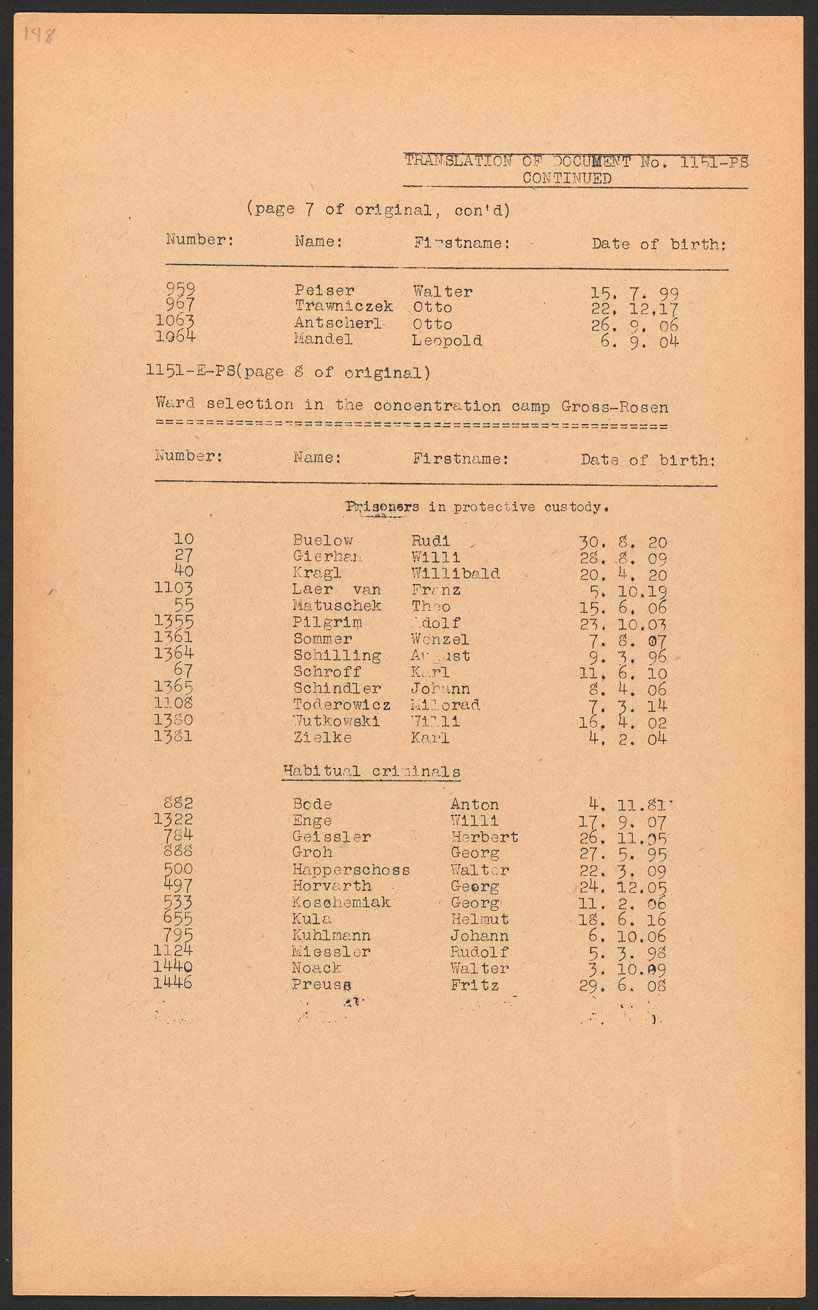 148
TRANSLATION OF DOCUMENT No. 1151-PS
CONTINUED
(page 7 of original, con'd)
Number: Name: Firstname: Date of birth:
959 Peiser Walter 15. 7. 99
967 Trawniczek Otto 22. 12.17
1063 Antscherl Otto 26. 9. 06
1064 Mandel Leopold 6. 9. 04
1151-E-PS(page 8 of original)
Ward selection in the concentration camp Gross-Rosen
==================================================
Number: Name: Firstname: Date of birth:
Prisoners in protective custody.
10 Buelow Rudi 30. 8. 20
27 Gierhan Willi 28. 8. 09
40 Kragl Willibald 20. 4. 20
1103 Laer van Franz 5. 10.19
55 Matuschek Theo 15. 6. 06
1355 Pilgrim Adolf 23. 10.03
1361 Sommer Wenzel 7. 8. 07
1364 Schilling August 9. 3. 96
67 Schroff Karl 11. 6. 10
1365 Schindler Johann 8. 4. 06
1108 Toderowicz Milorad 7. 3. 14
1380 Wutkowski Willi 16. 4. 02
1381 Zielke Karl 4. 2. 04
Habitual criminals
882 Bode Anton 4. 11.81
1322 Enge Willi 17. 9. 07
784 Geissler Herbert 26. 11.05
888 Groh Georg 27. 5. 95
500 Happerschoss Walter 22. 3. 09
497 Horvarth Georg 24. 12.05
533 Koschemiak Georg 11. 2. 06
655 Kula Helmut 18. 6. 16
795 Kuhlmann Johann 6. 10.06
1124 Miessler Rudolf 5. 3. 98
1440 Noack Walter 3. 10.09
1446 Preuss Fritz 29. 6. 08